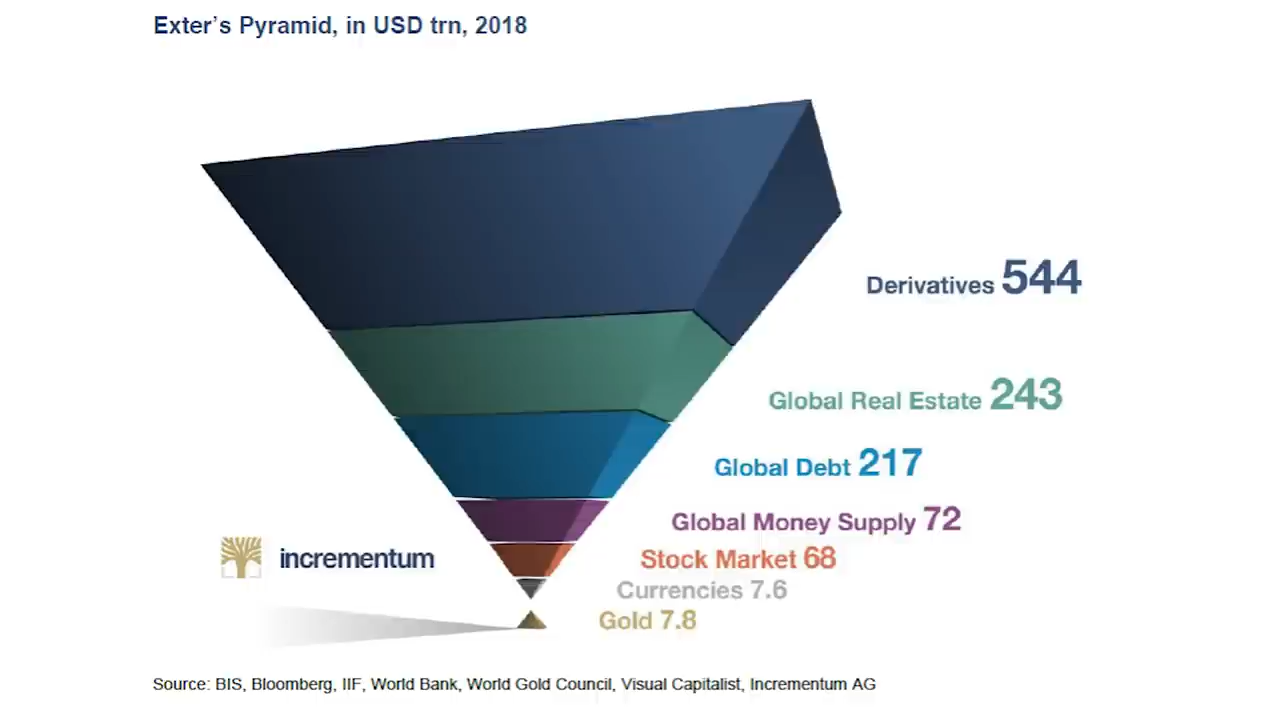 Exter’s Pyramid, in USD trn, 2018
Derivatives 544
Global Real Estate 243
Global Debt 217
Global Money Supply 72
Stock Market 68
incrementum
Currencies 7.6
Gold 7.8
Source: BIS, Bloomberg, IIF, World Bank, World Gold Council, Visual Capitalist, Incrementum AG